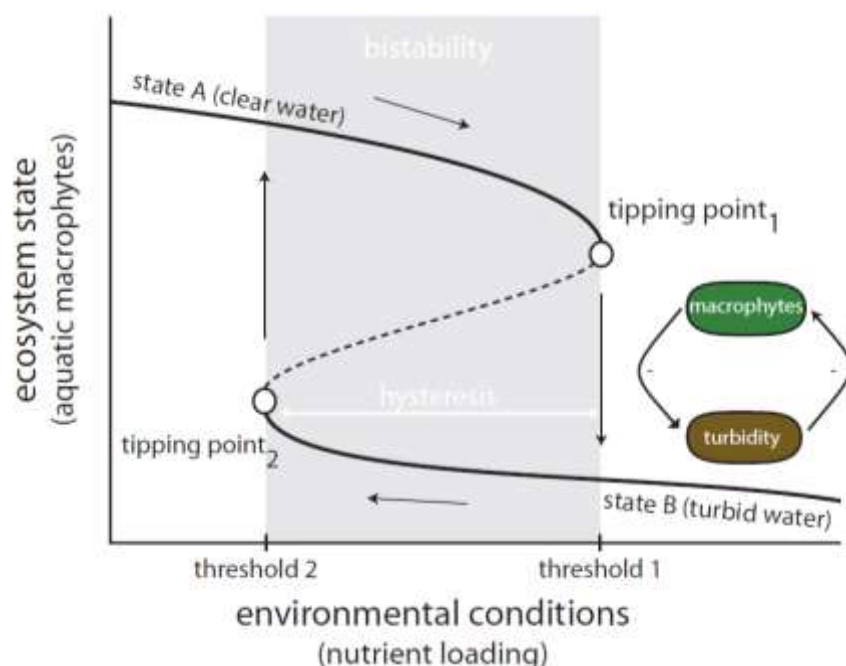 bistability
state A (clear water)
tipping point1
ecosystem state
(aquatic macrophytes)
macrophytes
-
-
hysteresis
turbidity
tipping point2
state B (turbid water)
threshold 2
threshold 1
environmental conditions
(nutrient loading)